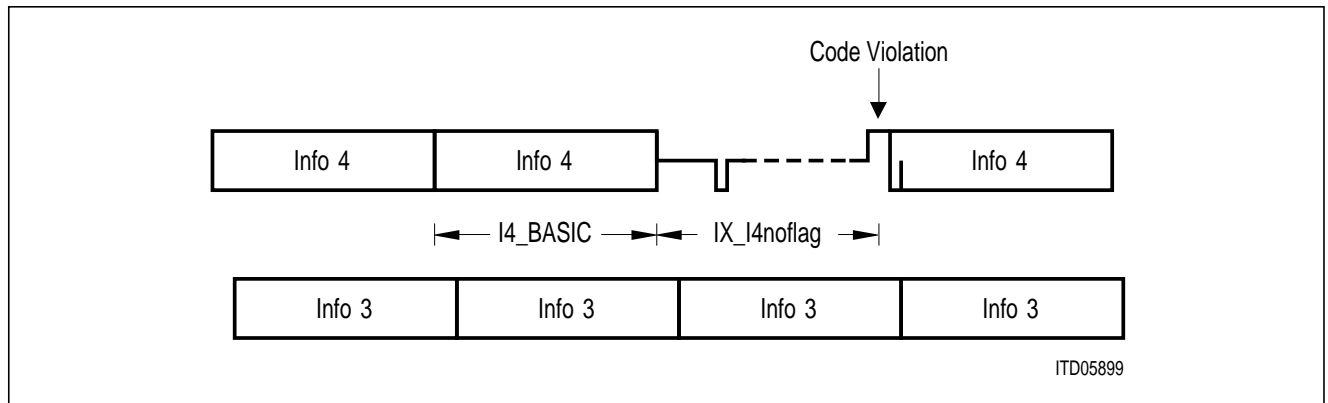 Code Violation
Info 4 Info 4 Info 4
I4_BASIC IX_I4noflag
Info 3 Info 3 Info 3 Info 3
ITD05899